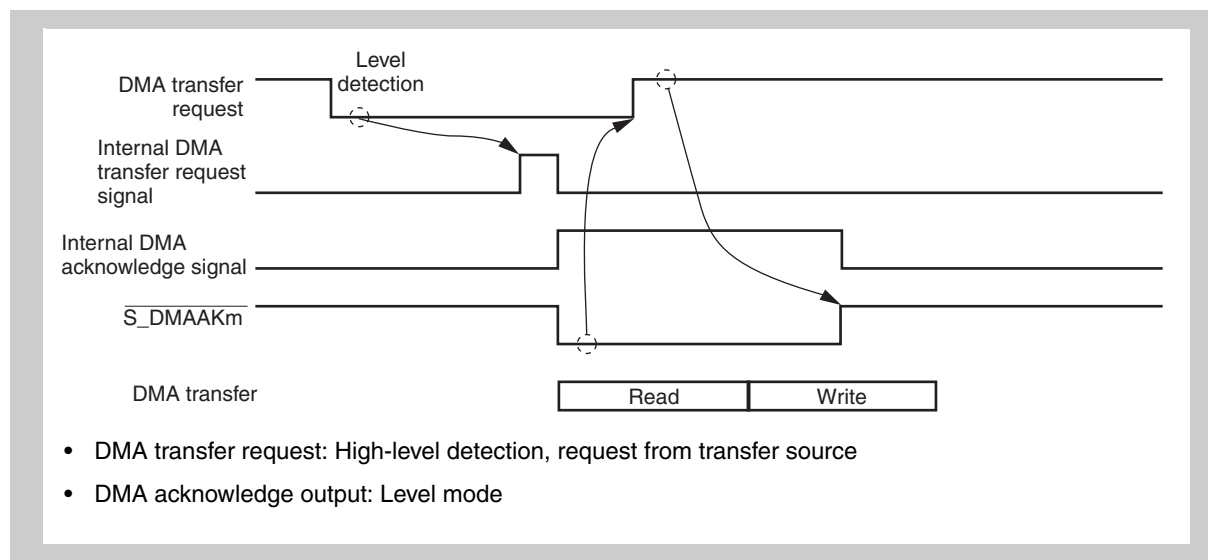 Level
detection
DMA transfer
request
Internal DMA
transfer request
signal
Internal DMA
acknowledge signal
S_DMAAKm
DMA transfer
Read
Write
• DMA transfer request: High-level detection, request from transfer source
• DMA acknowledge output: Level mode